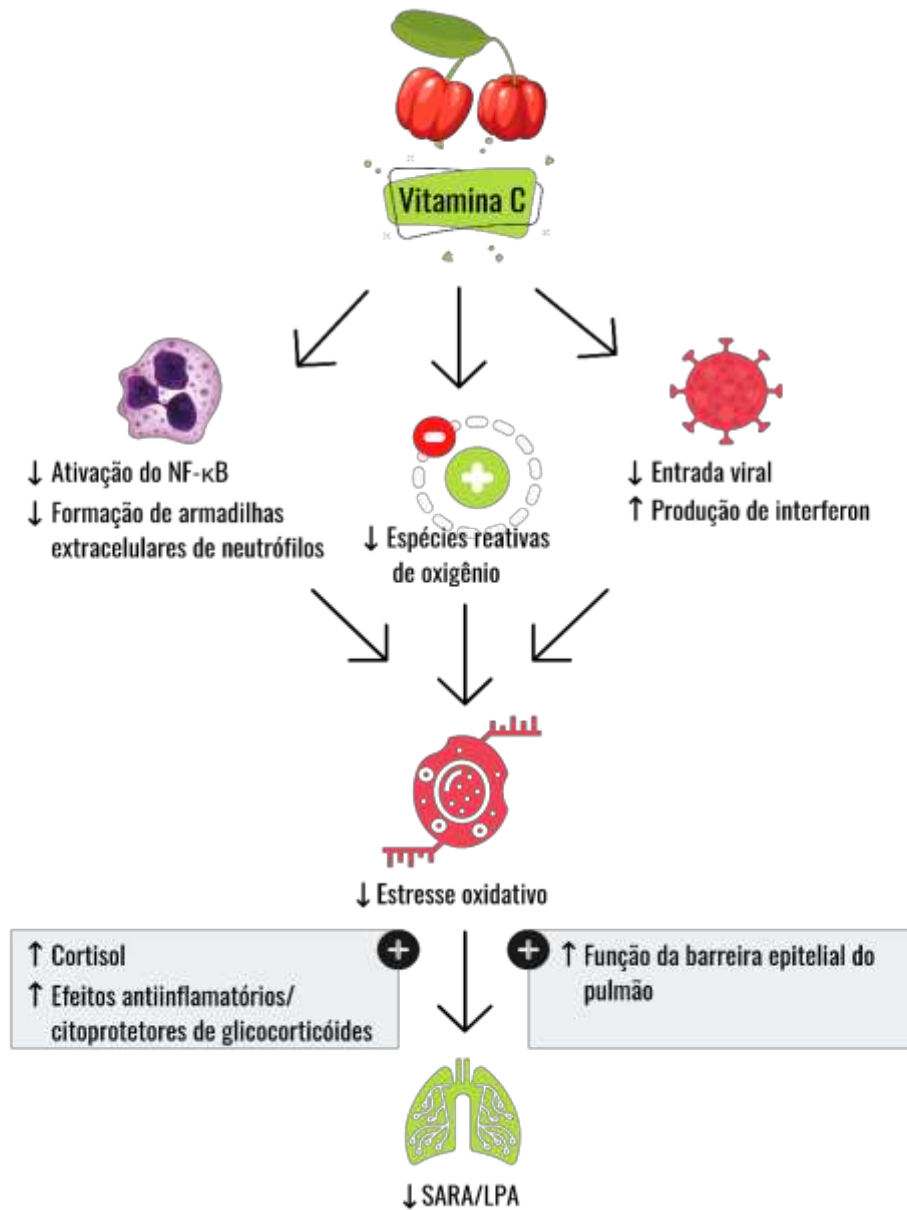 Vitamina C
↓ Ativação do NF-κB
↓ Formação de armadilhas
extracelulares de neutrófilos
↓ Espécies reativas
de oxigênio
↓ Entrada viral
↑ Produção de interferon
↓ Estresse oxidativo
↑ Cortisol
↑ Efeitos antiinflamatórios/
citoprotetores de glicocorticóides
↑ Função da barreira epitelial do
pulmão
↓ SARA/LPA